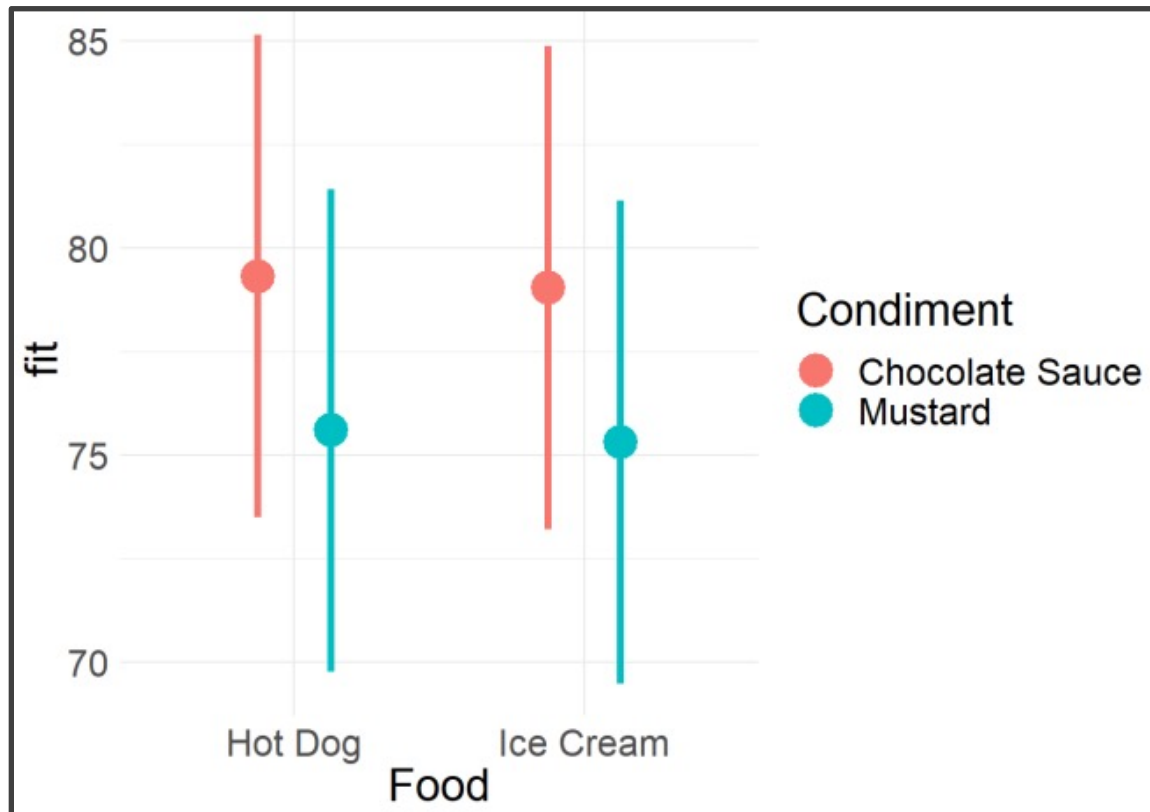 85
80
75
70
fit
Hot Dog
Ice Cream
Food
Condiment
Chocolate Sauce
Mustard